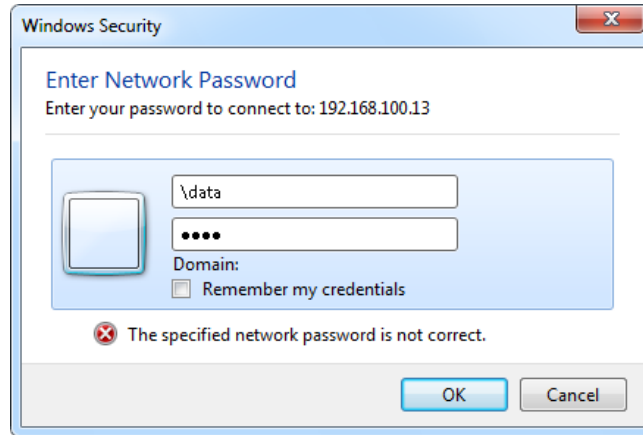 Windows Security
Enter Network Password
Enter your password to connect to: 192.168.100.13
\data
••••
Domain:
Remember my credentials
The specified network password is not correct.
OK
Cancel